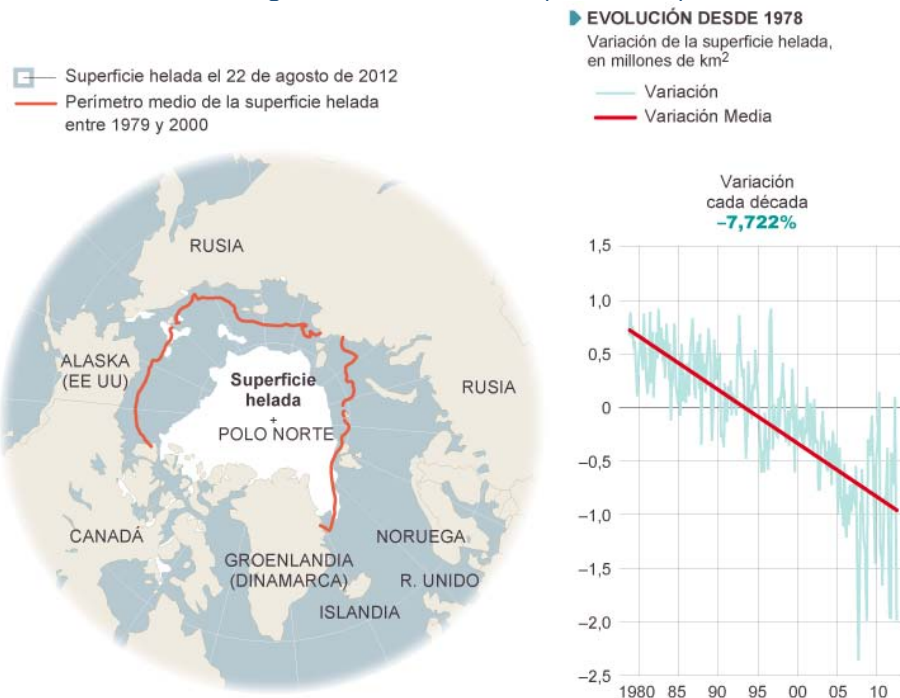 Superficie helada el 22 de agosto de 2012
Perímetro medio de la superficie helada
entre 1979 y 2000
RUSIA
ALASKA
(EE UU)
Superficie
helada
+
POLO NORTE
RUSIA
CANADÁ
GROENLANDIA
(DINAMARCA)
NORUEGA
R. UNIDO
ISLANDIA
EVOLUCIÓN DESDE 1978
Variación de la superficie helada,
en millones de km²
Variación
Variación Media
Variación
cada década
–7,722%
1,5
1,0
0,5
0
–0,5
–1,0
–1,5
–2,0
–2,5
1980 85 90 95 00 05 10